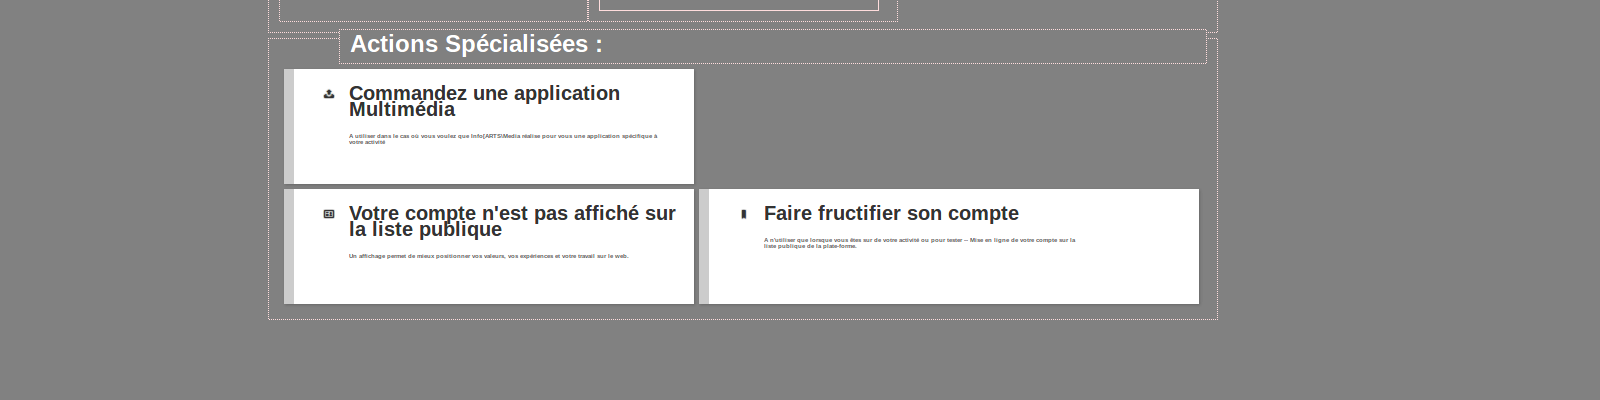 Actions Spécialisées :
Commandez une application
Multimédia
A utiliser dans le cas où vous voulez que Info[ARTS]Media réalise pour vous une application spécifique à
votre activité
Votre compte n'est pas affiché sur
la liste publique
Un affichage permet de mieux positionner vos valeurs, vos expériences et votre travail sur le web.
Faire fructifier son compte
A n'utiliser que lorsque vous êtes sur de votre activité ou pour tester -- Mise en ligne de votre compte sur la
liste publique de la plate-forme.